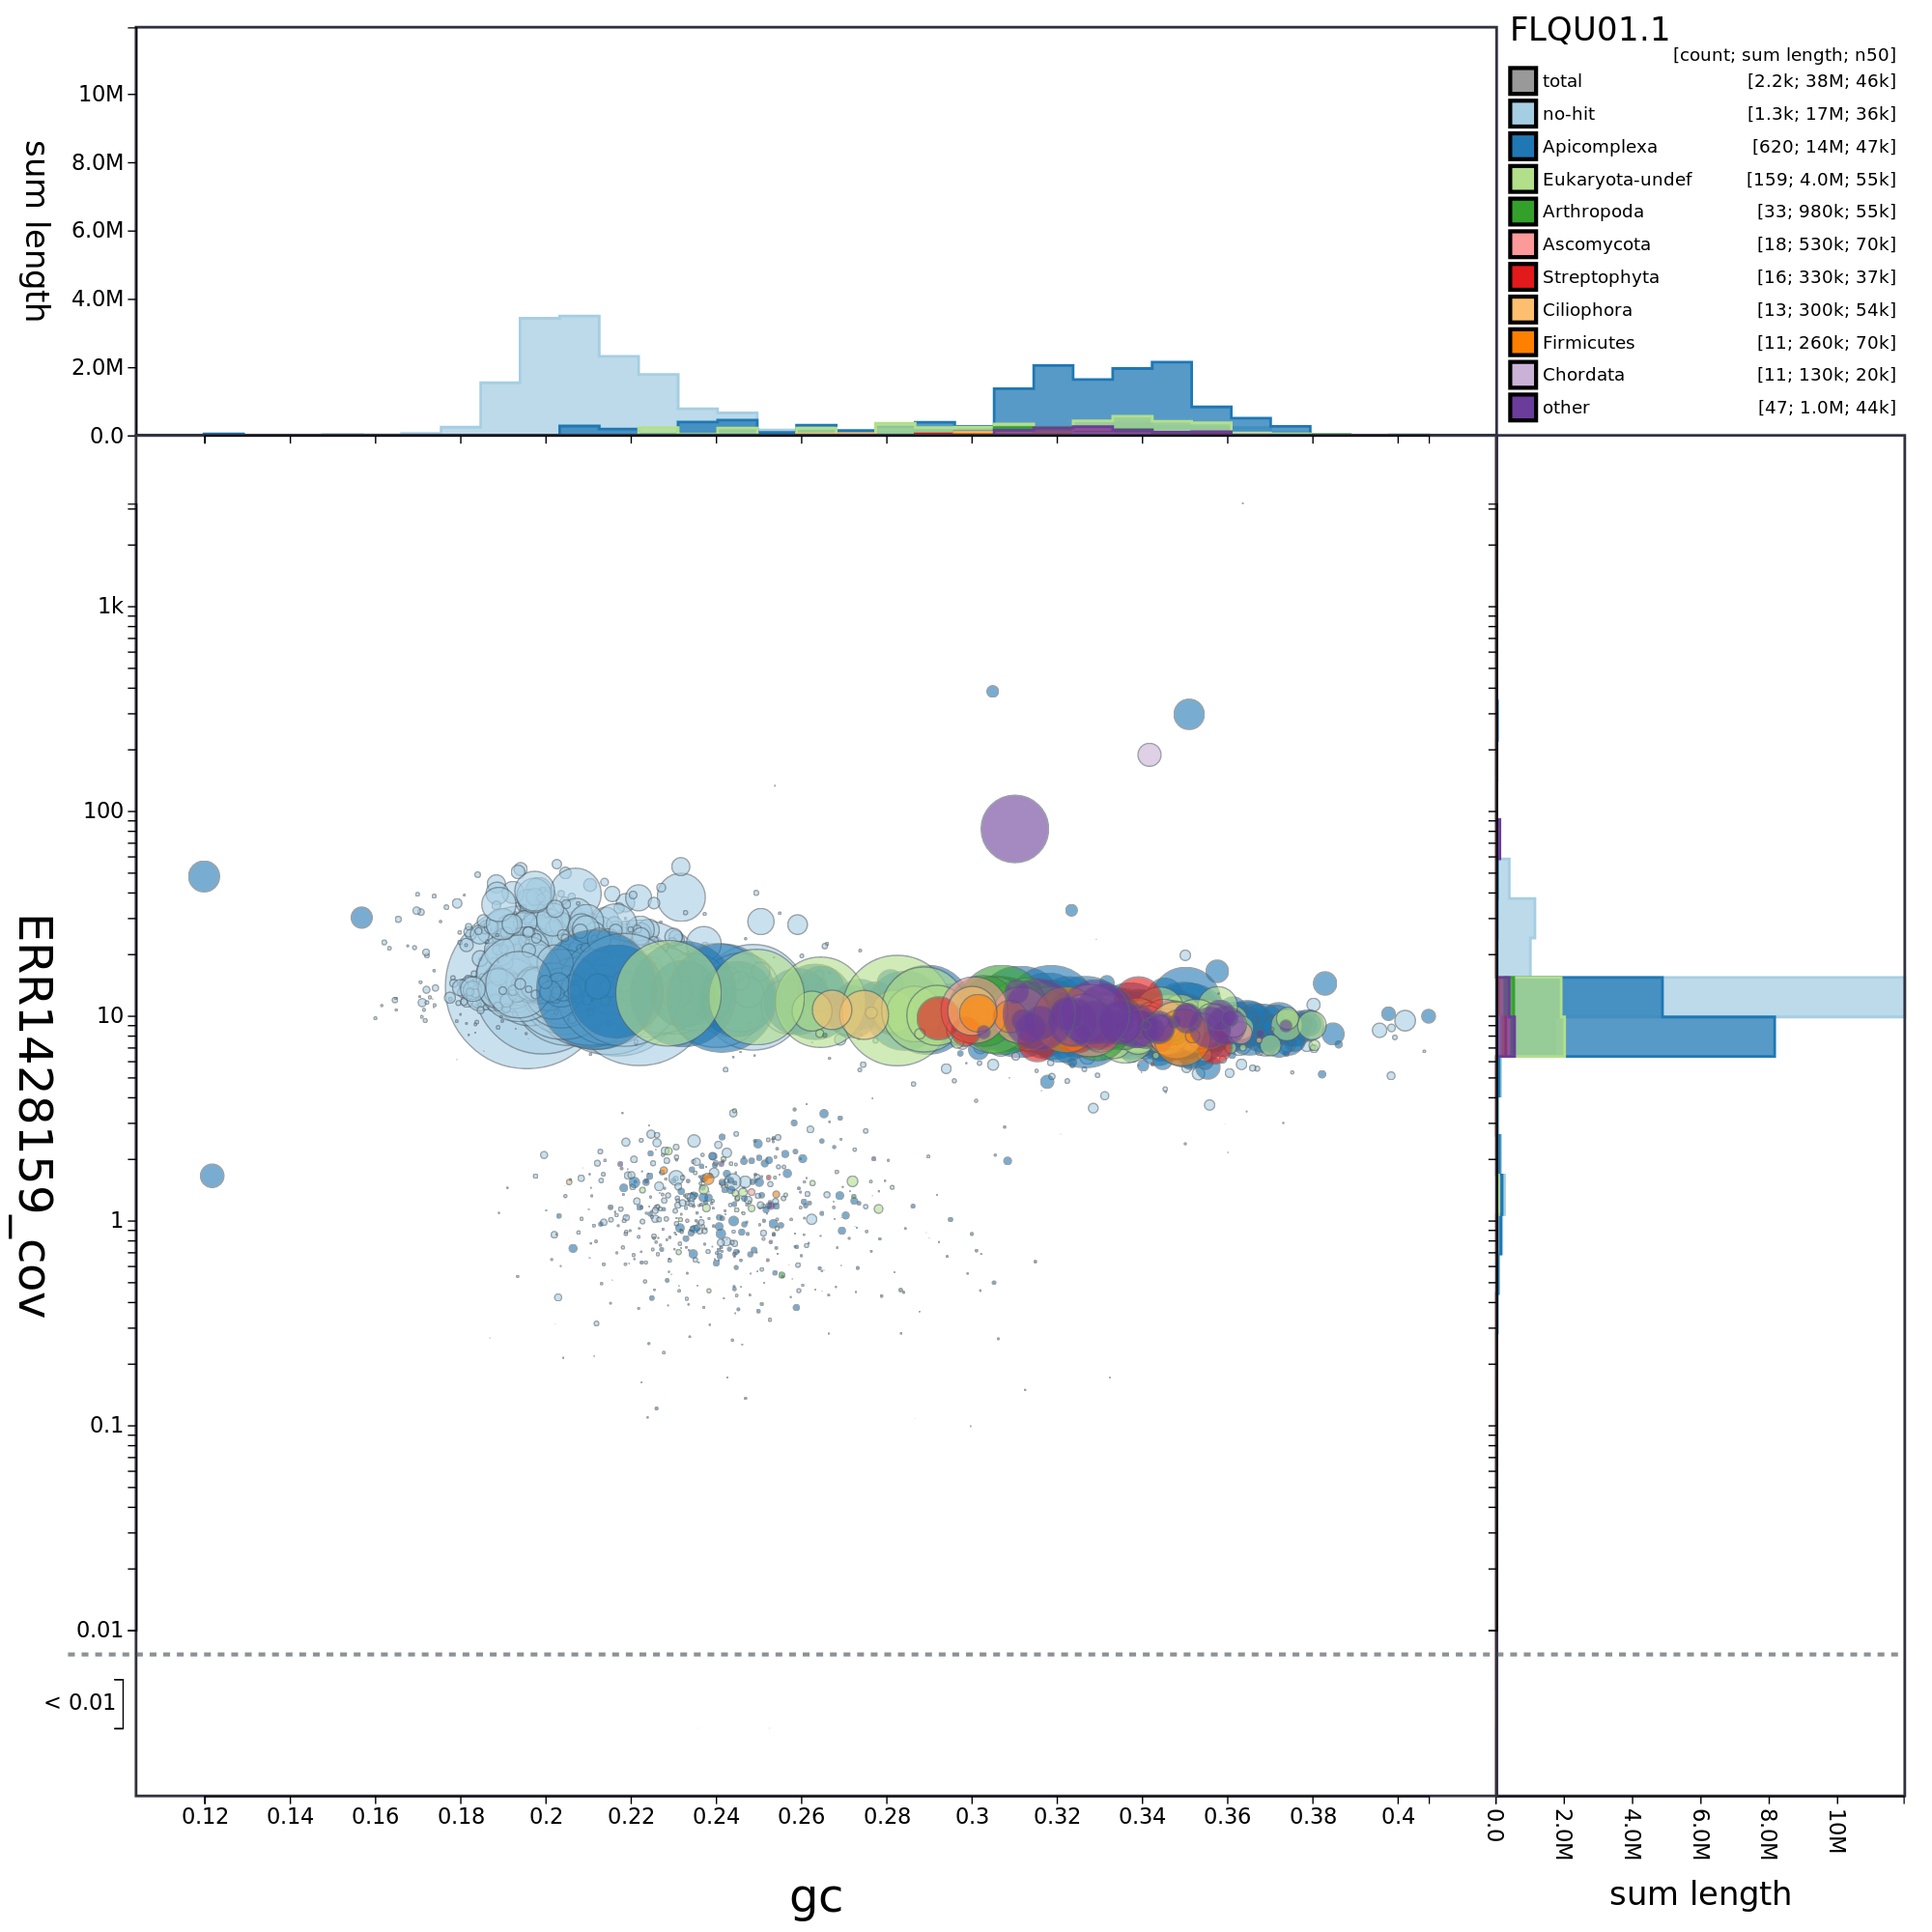 FLQU01.1
[count; sum length; n50]
total [2.2k; 38M; 46k]
no-hit [1.3k; 17M; 36k]
Apicomplexa [620; 14M; 47k]
Eukaryota-undef [159; 4.0M; 55k]
Arthropoda [33; 980k; 55k]
Ascomycota [18; 530k; 70k]
Streptophyta [16; 330k; 37k]
Ciliophora [13; 300k; 54k]
Firmicutes [11; 260k; 70k]
Chordata [11; 130k; 20k]
other [47; 1.0M; 44k]
sum length
10M
8.0M
6.0M
4.0M
2.0M
0.0
ERR1428159_cov
1k
100
10
1
0.1
0.01
< 0.01
0.12 0.14 0.16 0.18 0.2 0.22 0.24 0.26 0.28 0.3 0.32 0.34 0.36 0.38 0.4
gc
0.0 2.0M 4.0M 6.0M 8.0M 10M
sum length